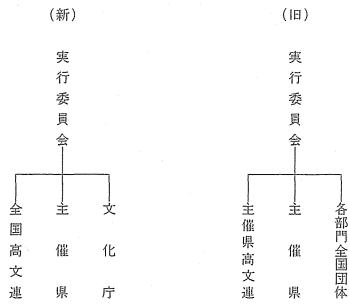 (新)
実行委員会
全国高文連
主催県
文化庁
(旧)
実行委員会
主催県高文連
主催県
各部門全国団体